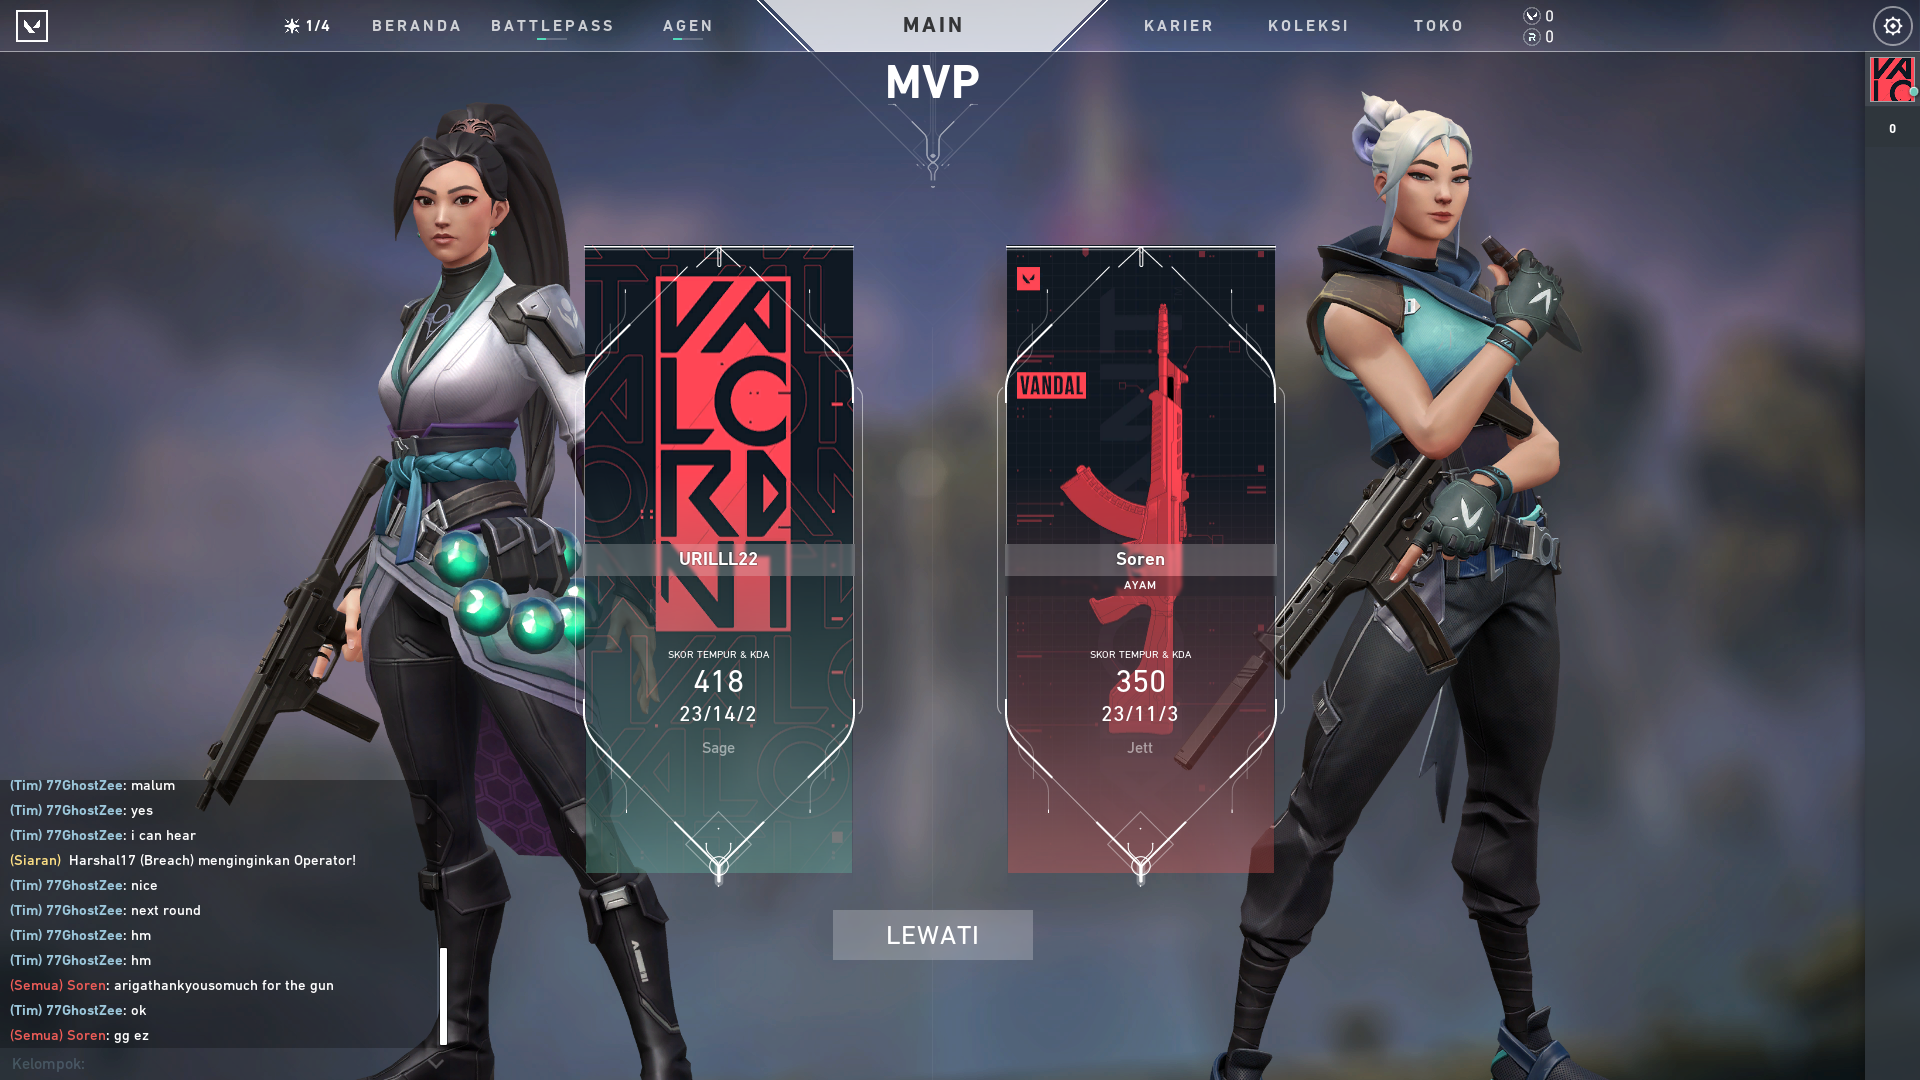 1/4
BERANDA
BATTLEPASS
AGEN
MAIN
KARIER
KOLEKSI
TOKO
0
0
MVP
0
VALORANT
URILLL22
SKOR TEMPUR & KDA
418
23/14/2
Sage
VANDAL
Soren
AYAM
SKOR TEMPUR & KDA
350
23/11/3
Jett
LEWATI
(Tim) 77GhostZee: malum
(Tim) 77GhostZee: yes
(Tim) 77GhostZee: i can hear
(Siaran) Harshal17 (Breach) menginginkan Operator!
(Tim) 77GhostZee: nice
(Tim) 77GhostZee: next round
(Tim) 77GhostZee: hm
(Tim) 77GhostZee: hm
(Semua) Soren: arigathankyousomuch for the gun
(Tim) 77GhostZee: ok
(Semua) Soren: gg ez
Kelompok: